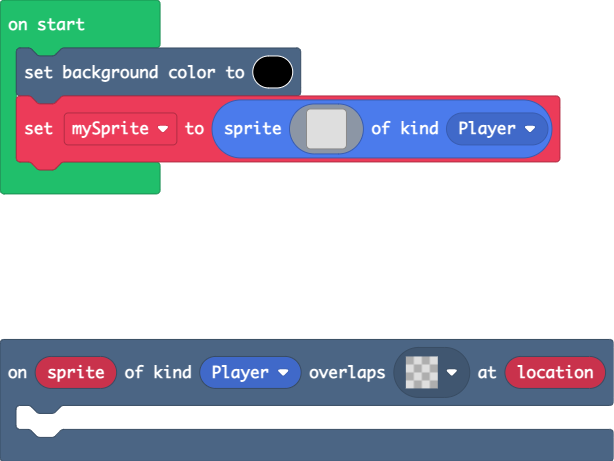 on start
set background color to
set mySprite to sprite of kind Player
on sprite of kind Player overlaps at location